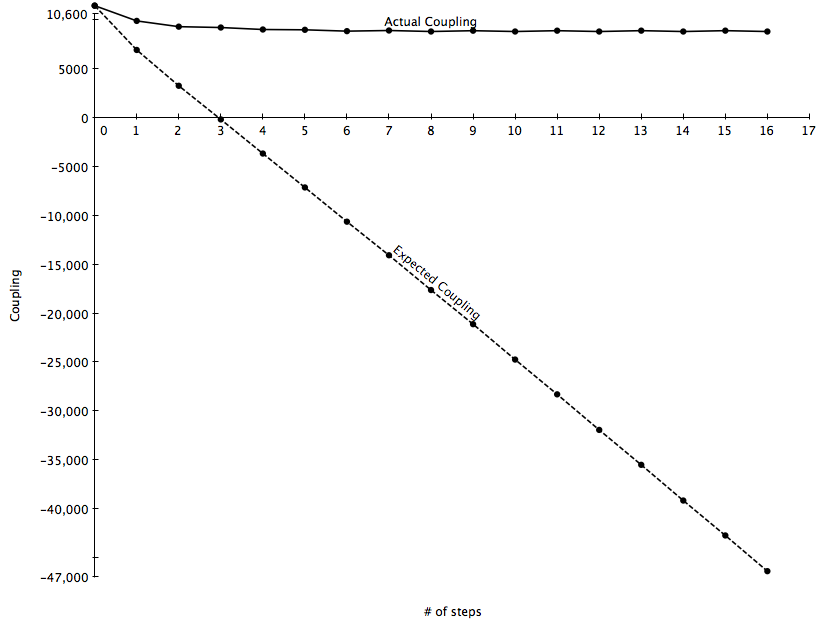 10,600
Actual Coupling
5000
0
0 1 2 3 4 5 6 7 8 9 10 11 12 13 14 15 16 17
−5000
−10,000
Expected Coupling
−15,000
Coupling
−20,000
−25,000
−30,000
−35,000
−40,000
−47,000
# of steps